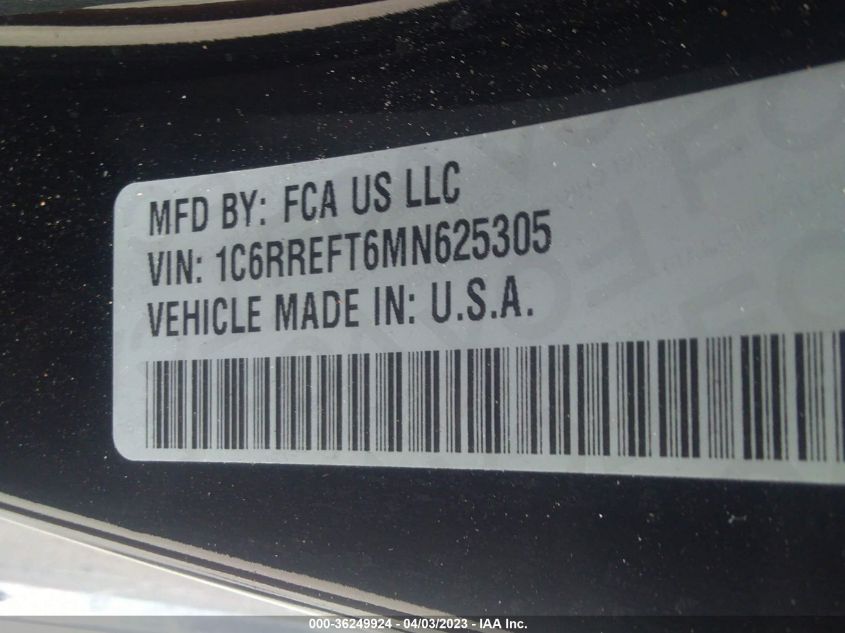 MFD BY: FCA US LLC
VIN: 1C6RREFT6MN625305
VEHICLE MADE IN: U.S.A.
000-36249924 - 04/03/2023 - IAA Inc.